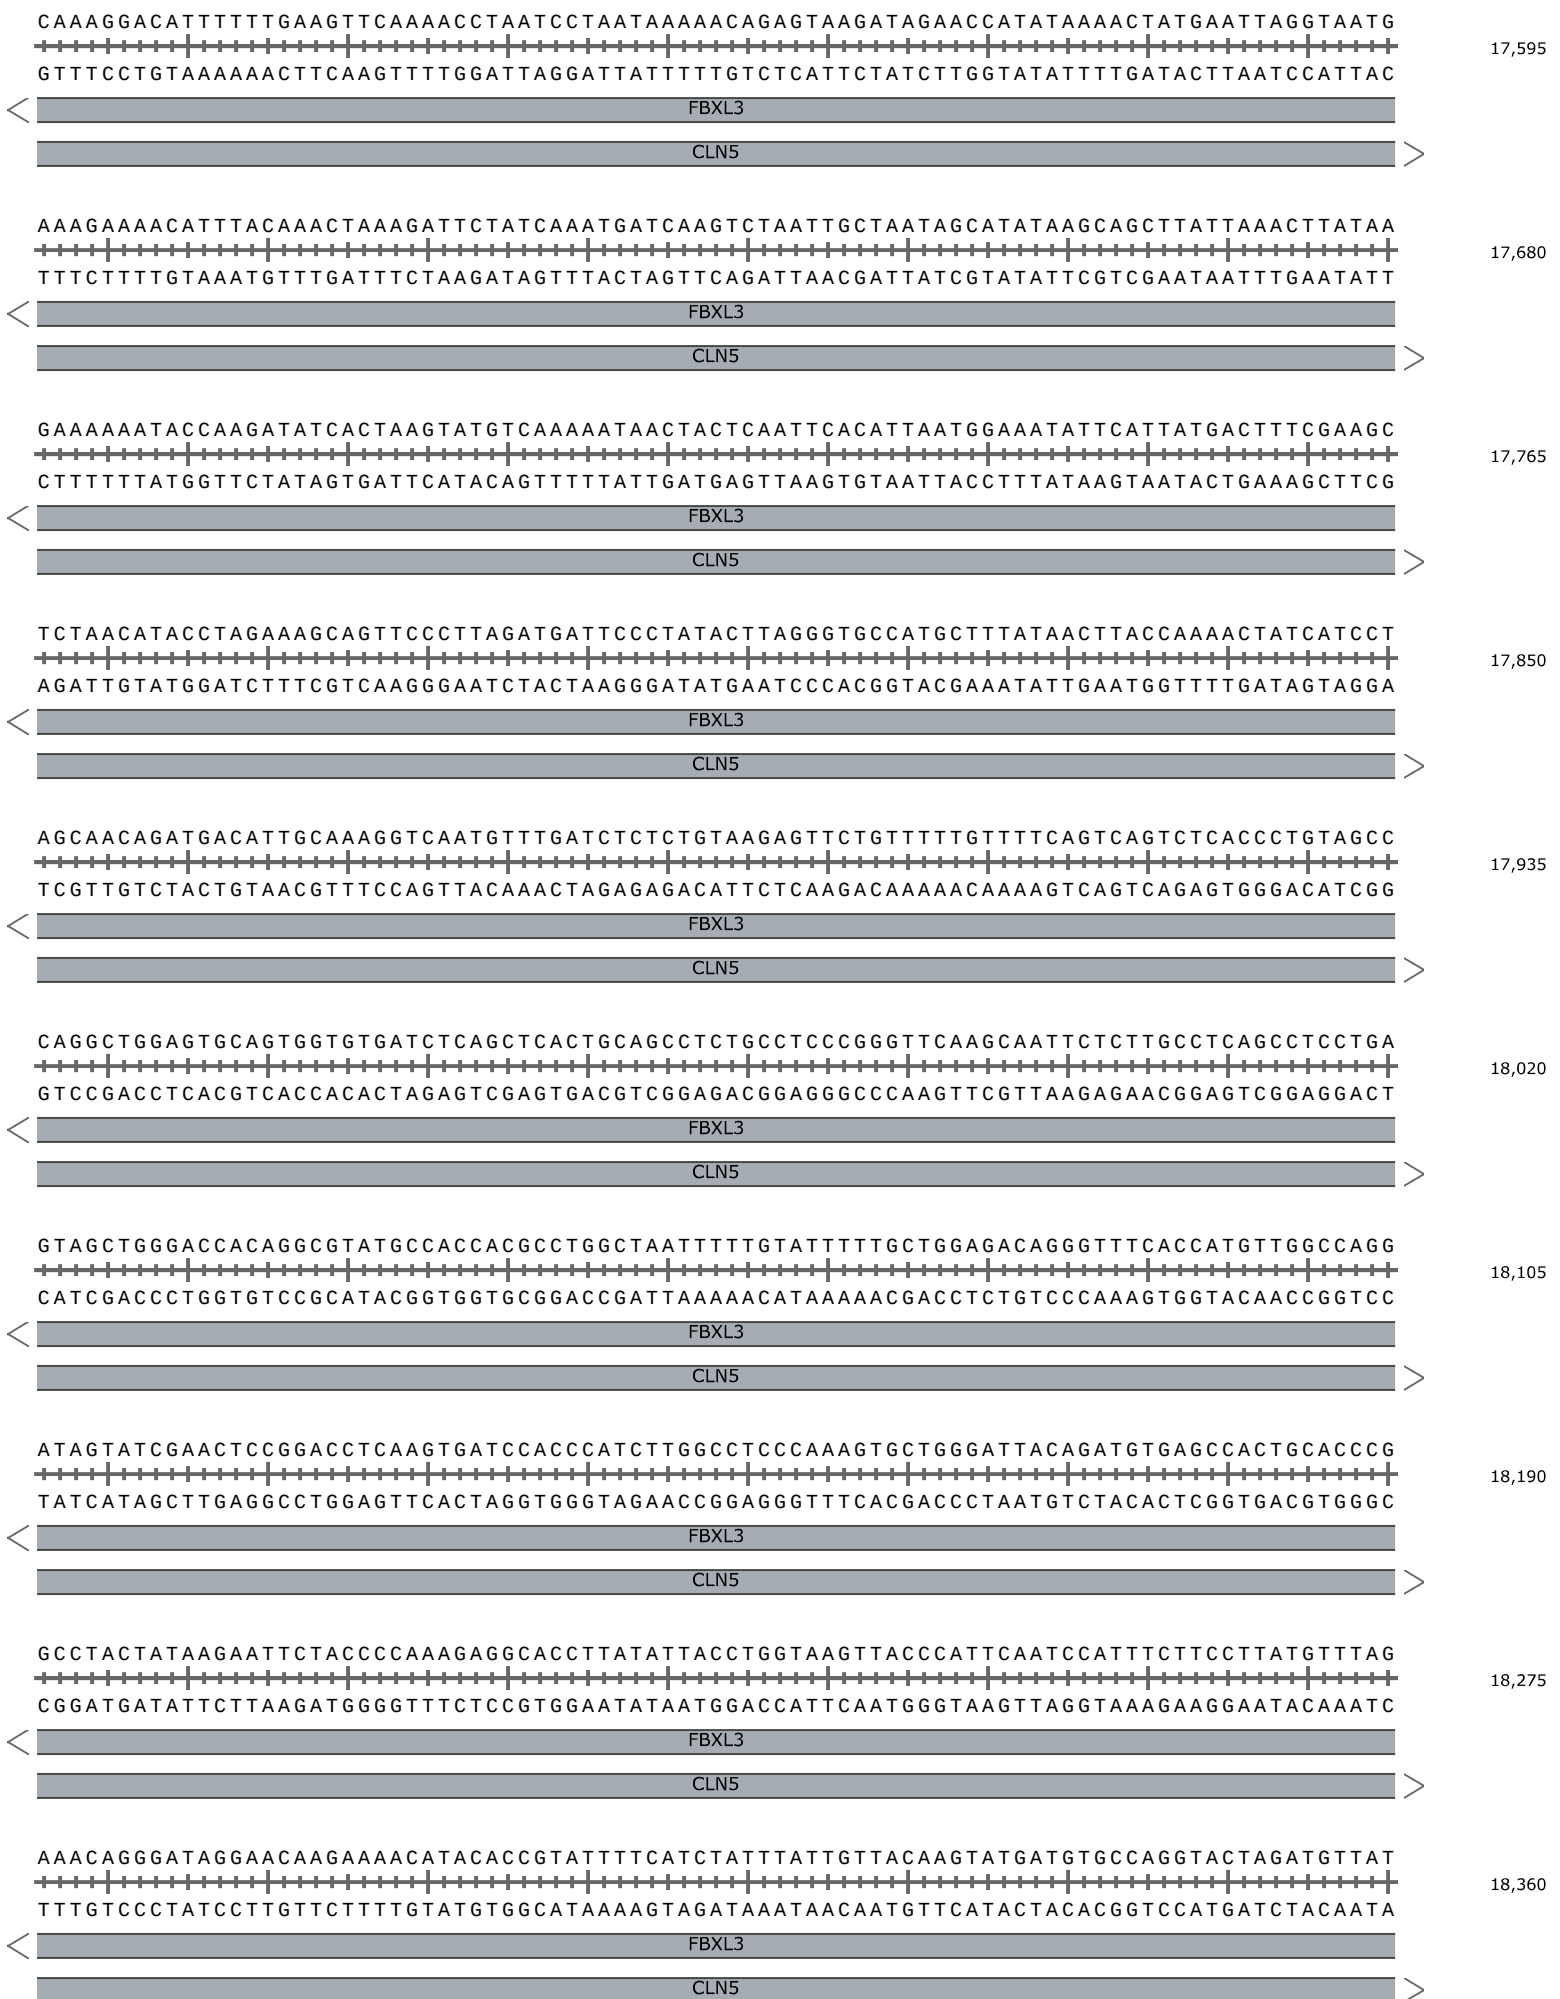 CAAAGGACATTTTTTGAAGTTCAAAACCTAATCCTAATAAAAACAGAGTAAGATAGAACCATATAAAACTATGAATTAGGTAATG
17,595
GTTTCCTGTAAAAAACTTCAAGTTTTGGATTAGGATTATTTTTGTCTCATTCTATCTTGGTATATTTTGATACTTAATCCATTAC
FBXL3
CLN5
AAAGAAAACATTTACAAACTAAAGATTCTATCAAATGATCAAGTCTAATTGCTAATAGCATATAAGCAGCTTATTAAACTTATAA
17,680
TTTCTTTTGTAAATGTTTGATTTCTAAGATAGTTTACTAGTTCAGATTAACGATTATCGTATATTCGTCGAATAATTTGAATATT
FBXL3
CLN5
GAAAAAATACCAAGATATCACTAAGTATGTCAAAAATAACTACTCAATTCACATTAATGGAAATATTCATTATGACTTTCGAAGC
17,765
CTTTTTTATGGTTCTATAGTGATTCATACAGTTTTTATTGATGAGTTAAGTGTAATTACCTTTATAAGTAATACTGAAAGCTTCG
FBXL3
CLN5
TCTAACATACCTAGAAAGCAGTTCCCTTAGATGATTCCCTATACTTAGGGTGCCATGCTTTATAACTTACCAAAACTATCATCCT
17,850
AGATTGTATGGATCTTTCGTCAAGGGAATCTACTAAGGGATATGAATCCCACGGTACGAAATATTGAATGGTTTTGATAGTAGGA
FBXL3
CLN5
AGCAACAGATGACATTGCAAAGGTCAATGTTTGATCTCTCTGTAAGAGTTCTGTTTTTGTTTTCAGTCAGTCTCACCCTGTAGCC
17,935
TCGTTGTCTACTGTAACGTTTCCAGTTACAAACTAGAGAGACATTCTCAAGACAAAAACAAAAGTCAGTCAGAGTGGGACATCGG
FBXL3
CLN5
CAGGCTGGAGTGCAGTGGTGTGATCTCAGCTCACTGCAGCCTCTGCCTCCCGGGTTCAAGCAATTCTCTTGCCTCAGCCTCCTGA
18,020
GTCCGACCTCACGTCACCACACTAGAGTCGAGTGACGTCGGAGACGGAGGGCCCAAGTTCGTTAAGAGAACGGAGTCGGAGGACT
FBXL3
CLN5
GTAGCTGGGACCACAGGCGTATGCCACCACGCCTGGCTAATTTTTGTATTTTTGCTGGAGACAGGGTTTCACCATGTTGGCCAGG
18,105
CATCGACCCTGGTGTCCGCATACGGTGGTGCGGACCGATTAAAAACATAAAAACGACCTCTGTCCCAAAGTGGTACAACCGGTCC
FBXL3
CLN5
ATAGTATCGAACTCCGGACCTCAAGTGATCCACCCATCTTGGCCTCCCAAAGTGCTGGGATTACAGATGTGAGCCACTGCACCCG
18,190
TATCATAGCTTGAGGCCTGGAGTTCACTAGGTGGGTAGAACCGGAGGGTTTCACGACCCTAATGTCTACACTCGGTGACGTGGGC
FBXL3
CLN5
GCCTACTATAAGAATTCTACCCCAAAGAGGCACCTTATATTACCTGGTAAGTTACCCATTCAATCCATTTCTTCCTTATGTTTAG
18,275
CGGATGATATTCTTAAGATGGGGTTTCTCCGTGGAATATAATGGACCATTCAATGGGTAAGTTAGGTAAAGAAGGAATACAAATC
FBXL3
CLN5
AAACAGGGATAGGAACAAGAAAACATACACCGTATTTTCATCTATTTATTGTTACAAGTATGATGTGCCAGGTACTAGATGTTAT
18,360
TTTGTCCCTATCCTTGTTCTTTTGTATGTGGCATAAAAGTAGATAAATAACAATGTTCATACTACACGGTCCATGATCTACAATA
FBXL3
CLN5